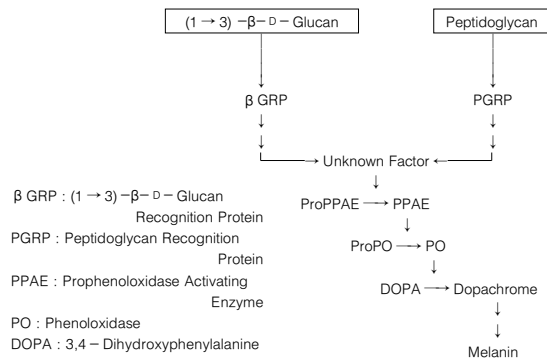 (1 → 3) –β– D – Glucan
Peptidoglycan
β GRP
PGRP
Unknown Factor
ProPPAE → PPAE
ProPO → PO
DOPA → Dopachrome
Melanin
β GRP : (1 → 3) –β– D – Glucan
Recognition Protein
PGRP : Peptidoglycan Recognition
Protein
PPAE : Prophenoloxidase Activating
Enzyme
PO : Phenoloxidase
DOPA : 3,4 – Dihydroxyphenylalanine